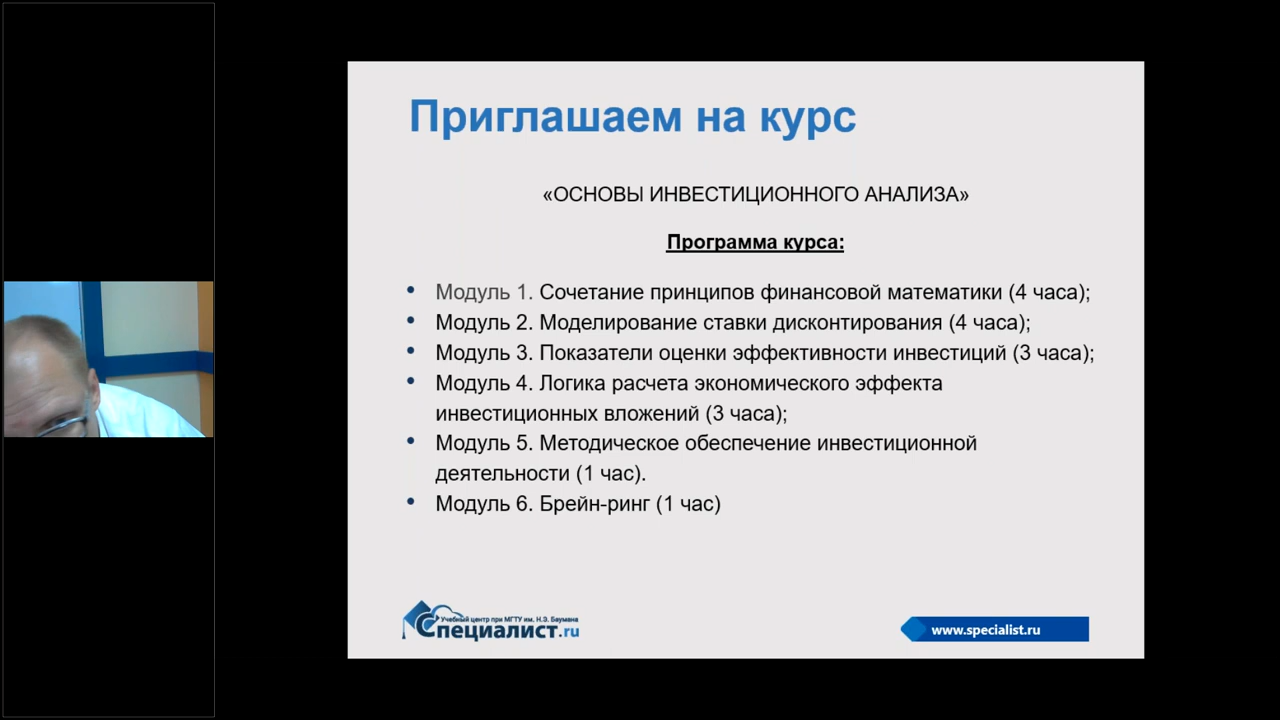 Приглашаем на курс
«ОСНОВЫ ИНВЕСТИЦИОННОГО АНАЛИЗА»
Программа курса:
• Модуль 1. Сочетание принципов финансовой математики (4 часа);
• Модуль 2. Моделирование ставки дисконтирования (4 часа);
• Модуль 3. Показатели оценки эффективности инвестиций (3 часа);
• Модуль 4. Логика расчета экономического эффекта
инвестиционных вложений (3 часа);
• Модуль 5. Методическое обеспечение инвестиционной
деятельности (1 час).
• Модуль 6. Брейн-ринг (1 час)
Учебный центр при МГТУ им. Н.Э. Баумана
Специалист.ru
www.specialist.ru